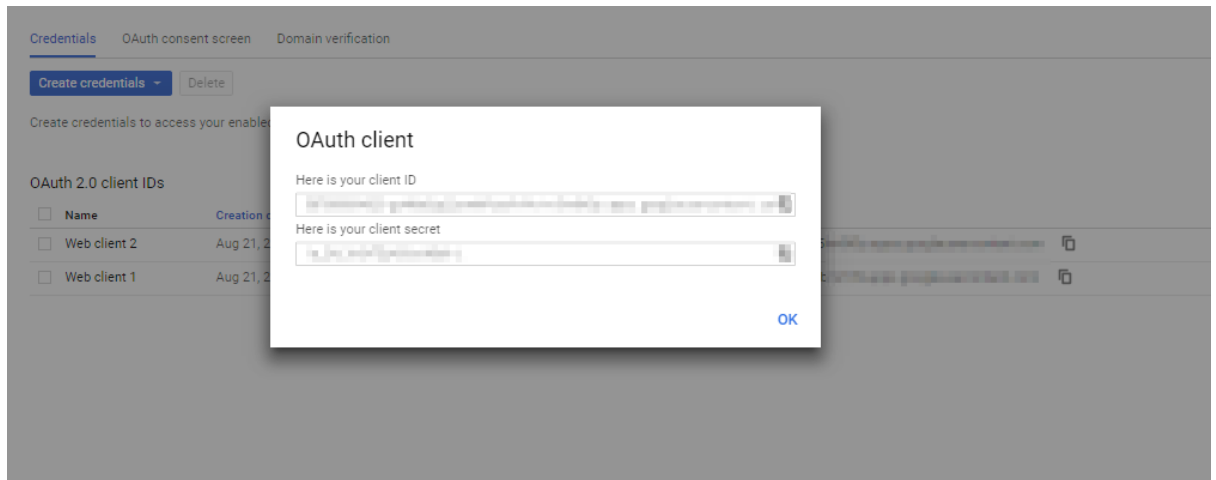 Credentials OAuth consent screen Domain verification
Create credentials Delete
Create credentials to access your enabled
OAuth client
Here is your client ID
OAuth 2.0 client IDs
Name Creation
Here is your client secret
Web client 2 Aug 21, 2
Web client 1 Aug 21, 2
OK